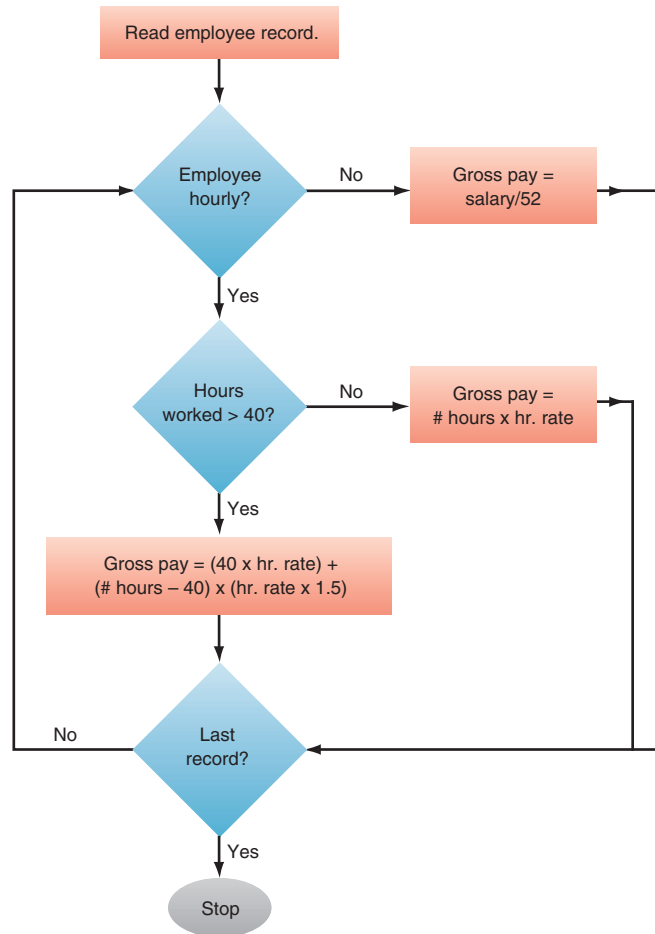 Read employee record.
Employee
hourly?
No
Gross pay =
salary/52
Yes
Hours
worked > 40?
No
Gross pay =
# hours x hr. rate
Yes
Gross pay = (40 x hr. rate) +
(# hours – 40) x (hr. rate x 1.5)
No
Last
record?
Yes
Stop